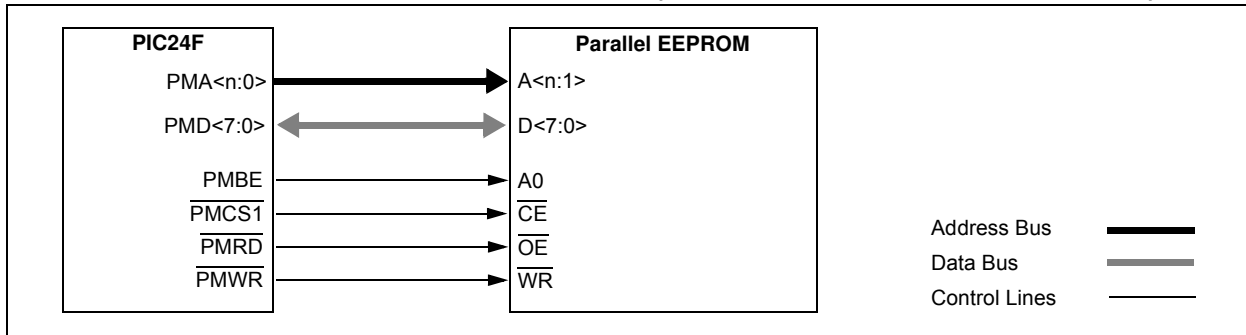 PIC24F
Parallel EEPROM
PMA<n:0>
A<n:1>
PMD<7:0>
D<7:0>
PMBE
A0
PMCS1
CE
PMRD
OE
PMWR
WR
Address Bus
Data Bus
Control Lines